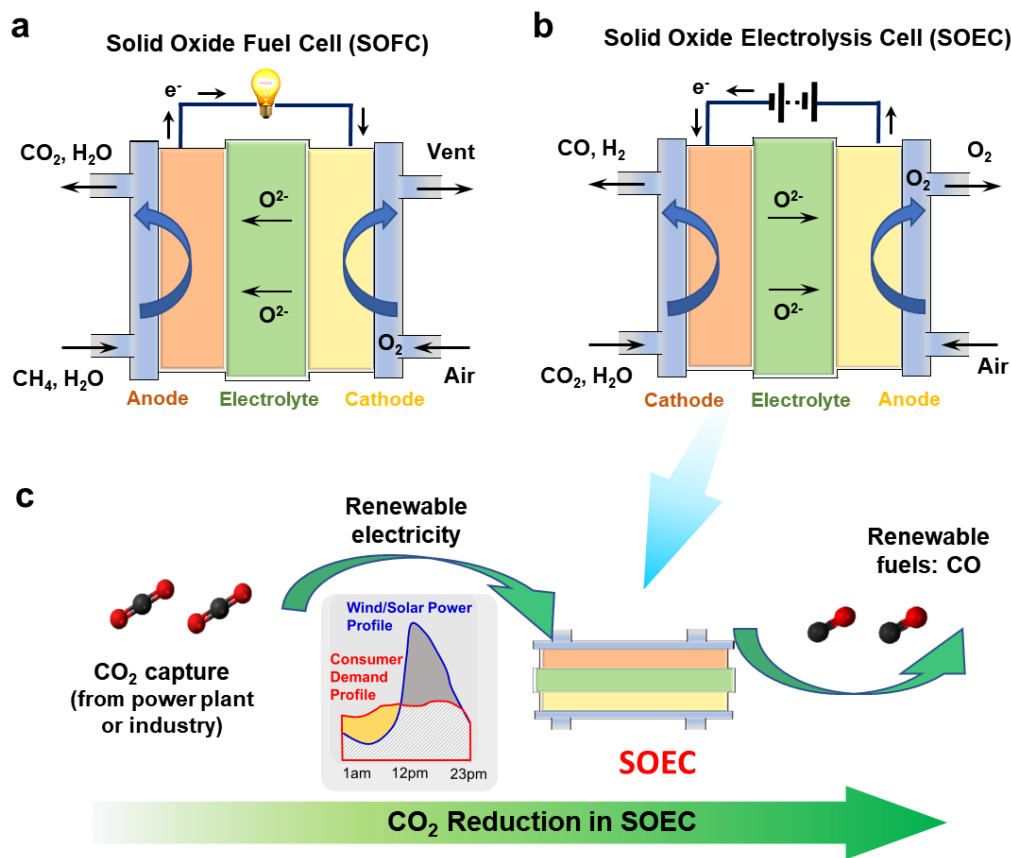 a
Solid Oxide Fuel Cell (SOFC)
e⁻
CO₂, H₂O
Vent
O²⁻
O²⁻
O₂
CH₄, H₂O
Air
Anode
Electrolyte
Cathode
b
Solid Oxide Electrolysis Cell (SOEC)
e⁻
CO, H₂
O₂
O₂
O²⁻
O²⁻
CO₂, H₂O
Air
Cathode
Electrolyte
Anode
c
Renewable
electricity
Renewable
fuels: CO
Wind/Solar Power
Profile
Consumer
Demand
Profile
1am
12pm
23pm
CO₂ capture
(from power plant
or industry)
SOEC
CO₂ Reduction in SOEC